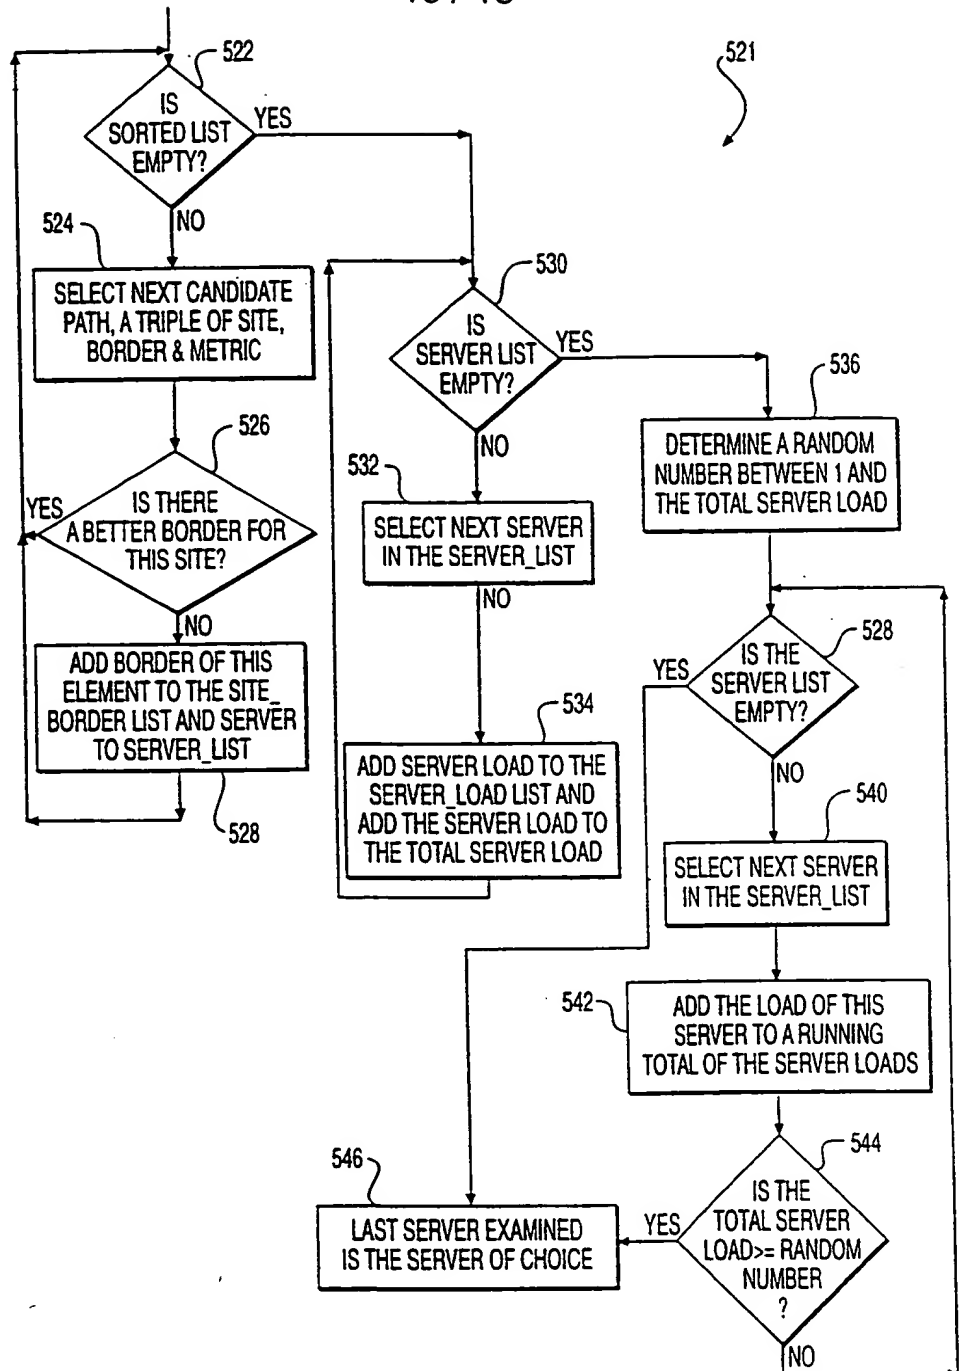 522
521
IS
SORTED LIST
EMPTY?
YES
NO
524
SELECT NEXT CANDIDATE
PATH, A TRIPLE OF SITE,
BORDER & METRIC
526
YES
IS THERE
A BETTER BORDER FOR
THIS SITE?
NO
ADD BORDER OF THIS
ELEMENT TO THE SITE_
BORDER LIST AND SERVER
TO SERVER_LIST
528
530
IS
SERVER LIST
EMPTY?
YES
NO
532
SELECT NEXT SERVER
IN THE SERVER_LIST
NO
534
ADD SERVER LOAD TO THE
SERVER_LOAD LIST AND
ADD THE SERVER LOAD TO
THE TOTAL SERVER LOAD
536
DETERMINE A RANDOM
NUMBER BETWEEN 1 AND
THE TOTAL SERVER LOAD
528
YES
IS THE
SERVER LIST
EMPTY?
NO
540
SELECT NEXT SERVER
IN THE SERVER_LIST
542
ADD THE LOAD OF THIS
SERVER TO A RUNNING
TOTAL OF THE SERVER LOADS
544
IS THE
TOTAL SERVER
LOAD>= RANDOM
NUMBER
?
YES
NO
546
LAST SERVER EXAMINED
IS THE SERVER OF CHOICE